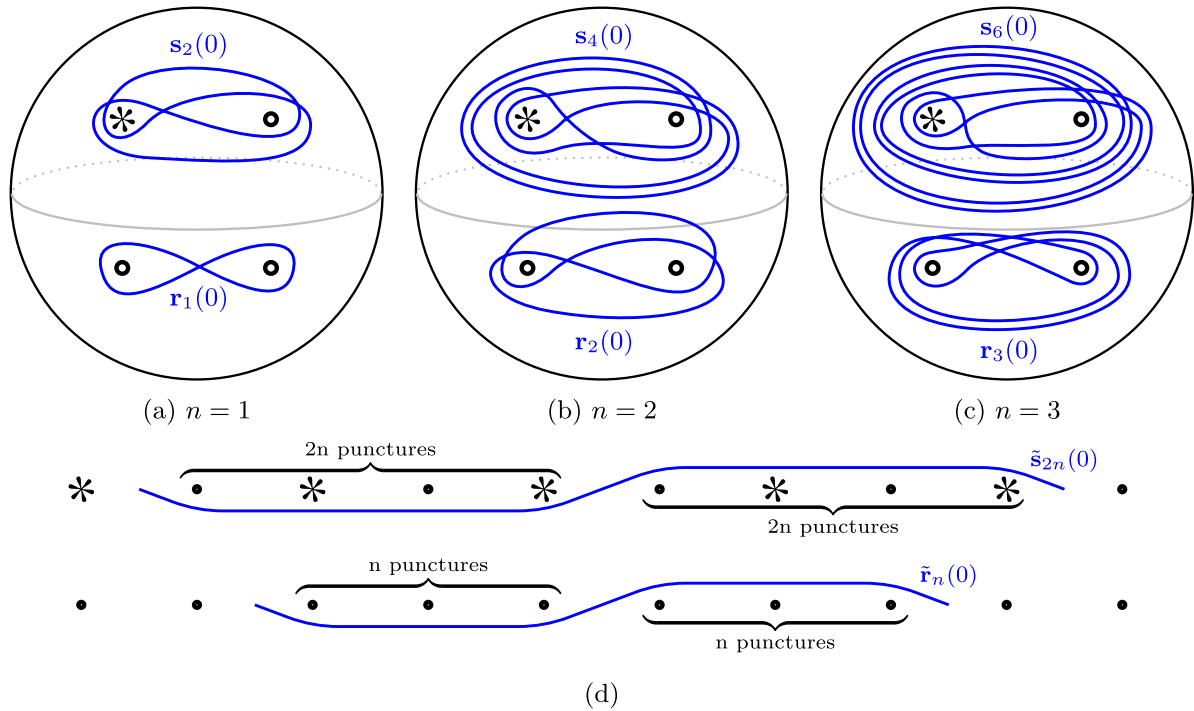 s₂(0) s₄(0) s₆(0)
r₁(0) r₂(0) r₃(0)
(a) n = 1 (b) n = 2 (c) n = 3
2n punctures
s̃₂ₙ(0)
2n punctures
n punctures
r̃ₙ(0)
n punctures
(d)